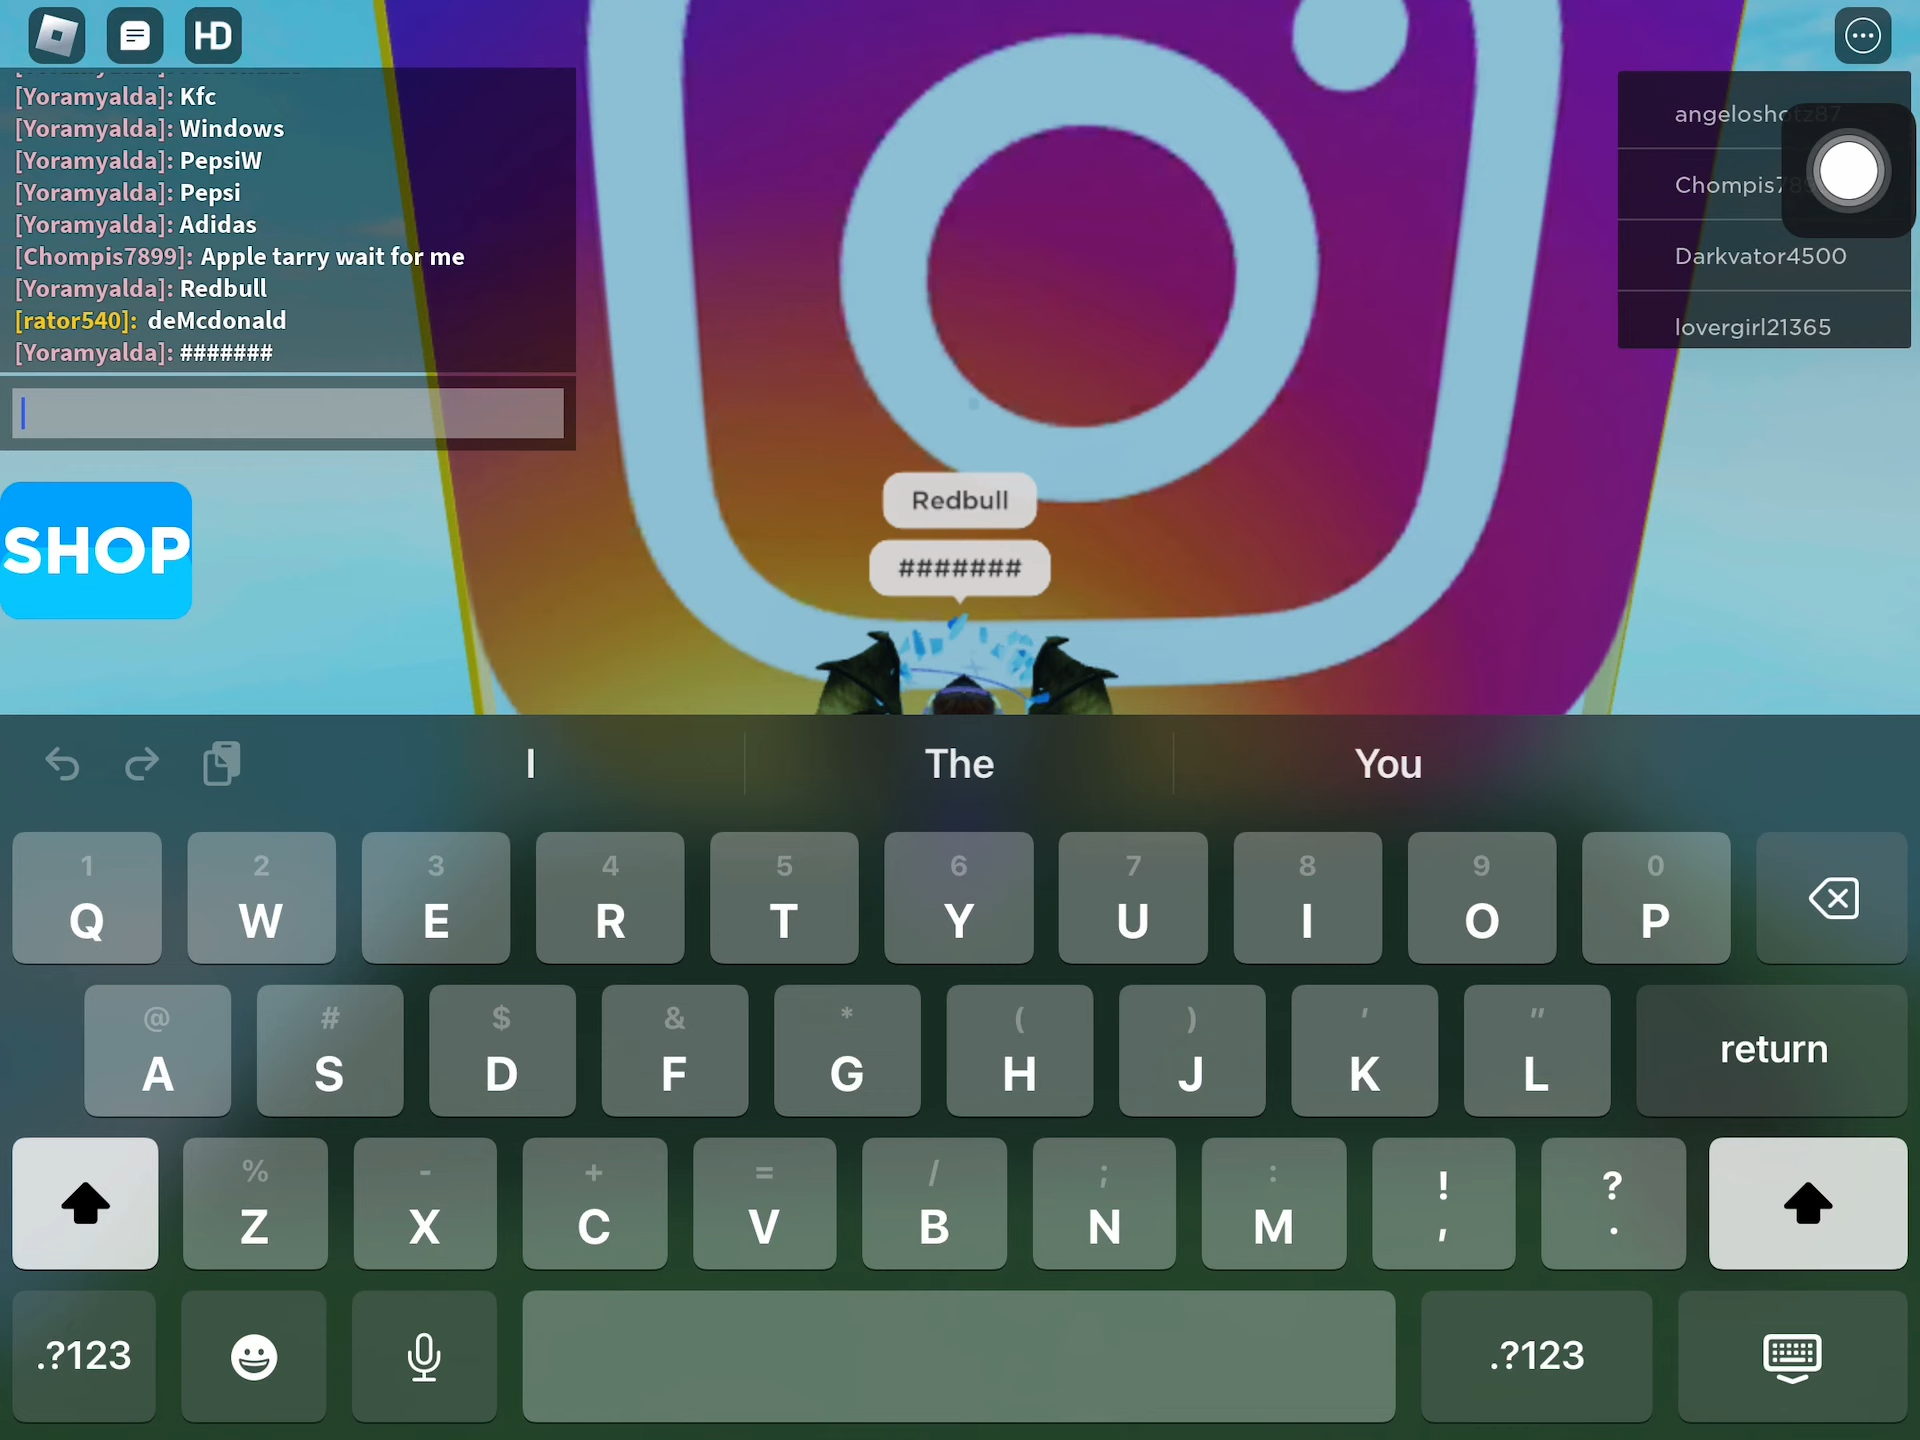 HD
[Yoramyalda]: Kfc
[Yoramyalda]: Windows
[Yoramyalda]: PepsiW
[Yoramyalda]: Pepsi
[Yoramyalda]: Adidas
[Chompis7899]: Apple tarry wait for me
[Yoramyalda]: Redbull
[rator540]: deMcdonald
[Yoramyalda]: #######
angeloshotz87
Chompis7899
Darkvator4500
lovergirl21365
SHOP
Redbull
#######
I The You
1 2 3 4 5 6 7 8 9 0
Q W E R T Y U I O P
@ # $ & * ( ) ' "
A S D F G H J K L return
% - + = / ; : ! ?
Z X C V B N M , .
.?123 .?123